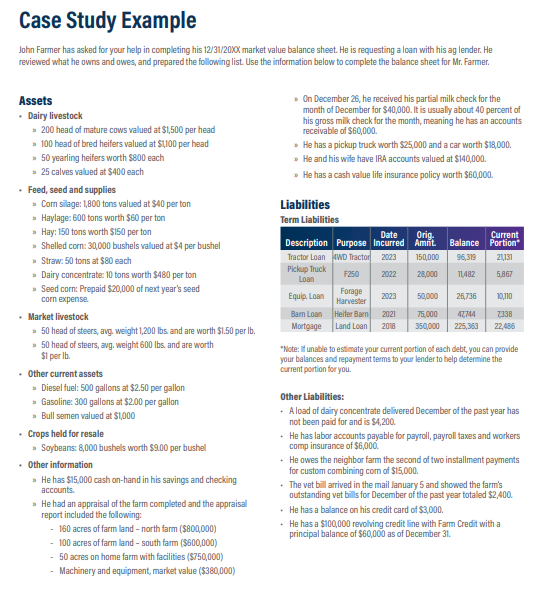 Case Study Example
John Farmer has asked for your help in completing his 12/31/20XX market value balance sheet. He is requesting a loan with his ag lender. He
reviewed what he owns and owes, and prepared the following list. Use the information below to complete the balance sheet for Mr. Farmer.
Assets
• Dairy livestock
» 200 head of mature cows valued at $1,500 per head
» 100 head of bred heifers valued at $1,100 per head
» 50 yearling heifers worth $800 each
» 25 calves valued at $400 each
• Feed, seed and supplies
» Corn silage: 1,800 tons valued at $40 per ton
» Haylage: 600 tons worth $60 per ton
» Hay: 150 tons worth $150 per ton
» Shelled corn: 30,000 bushels valued at $4 per bushel
» Straw: 50 tons at $80 each
» Dairy concentrate: 10 tons worth $480 per ton
» Seed corn: Prepaid $20,000 of next year's seed
corn expense.
• Market livestock
» 50 head of steers, avg. weight 1,200 lbs. and are worth $1.50 per lb.
» 50 head of steers, avg. weight 600 lbs. and are worth
$1 per lb.
• Other current assets
» Diesel fuel: 500 gallons at $2.50 per gallon
» Gasoline: 300 gallons at $2.00 per gallon
» Bull semen valued at $1,000
• Crops held for resale
» Soybeans: 8,000 bushels worth $9.00 per bushel
• Other information
» He has $15,000 cash on-hand in his savings and checking
accounts.
» He had an appraisal of the farm completed and the appraisal
report included the following:
- 160 acres of farm land – north farm ($800,000)
- 100 acres of farm land – south farm ($600,000)
- 50 acres on home farm with facilities ($750,000)
- Machinery and equipment, market value ($380,000)
» On December 26, he received his partial milk check for the
month of December for $40,000. It is usually about 40 percent of
his gross milk check for the month, meaning he has an accounts
receivable of $60,000.
» He has a pickup truck worth $25,000 and a car worth $18,000.
» He and his wife have IRA accounts valued at $140,000.
» He has a cash value life insurance policy worth $60,000.
Liabilities
Term Liabilities
Description Purpose Date Incurred Orig. Amnt. Balance Current Portion*
Tractor Loan 4WD Tractor 2023 150,000 96,319 21,131
Pickup Truck Loan F250 2022 28,000 11,482 5,867
Equip. Loan Forage Harvester 2023 50,000 26,736 10,110
Barn Loan Heifer Barn 2021 75,000 47,744 7,338
Mortgage Land Loan 2018 350,000 225,363 22,486
*Note: If unable to estimate your current portion of each debt, you can provide
your balances and repayment terms to your lender to help determine the
current portion for you.
Other Liabilities:
• A load of dairy concentrate delivered December of the past year has
not been paid for and is $4,200.
• He has labor accounts payable for payroll, payroll taxes and workers
comp insurance of $6,000.
• He owes the neighbor farm the second of two installment payments
for custom combining corn of $15,000.
• The vet bill arrived in the mail January 5 and showed the farm's
outstanding vet bills for December of the past year totaled $2,400.
• He has a balance on his credit card of $3,000.
• He has a $100,000 revolving credit line with Farm Credit with a
principal balance of $60,000 as of December 31.